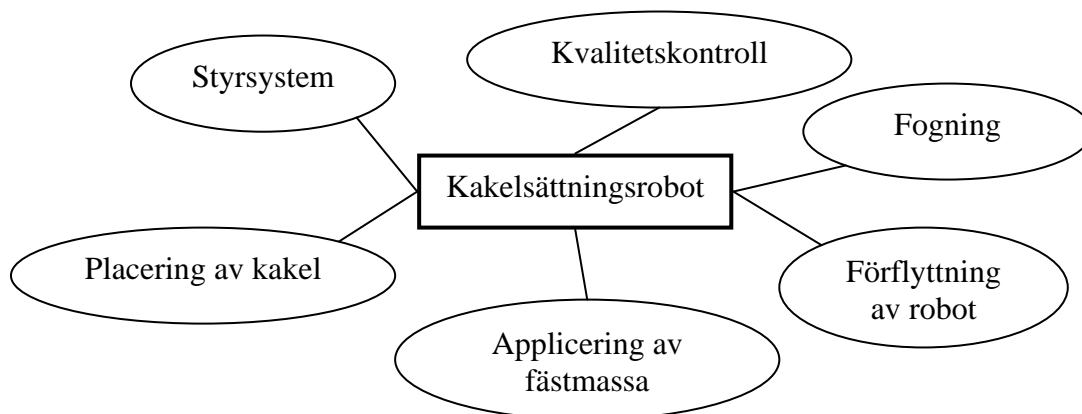 Kvalitetskontroll
Styrsystem
Fogning
Kakelsättningsrobot
Placering av kakel
Förflyttning
av robot
Applicering av
fästmassa